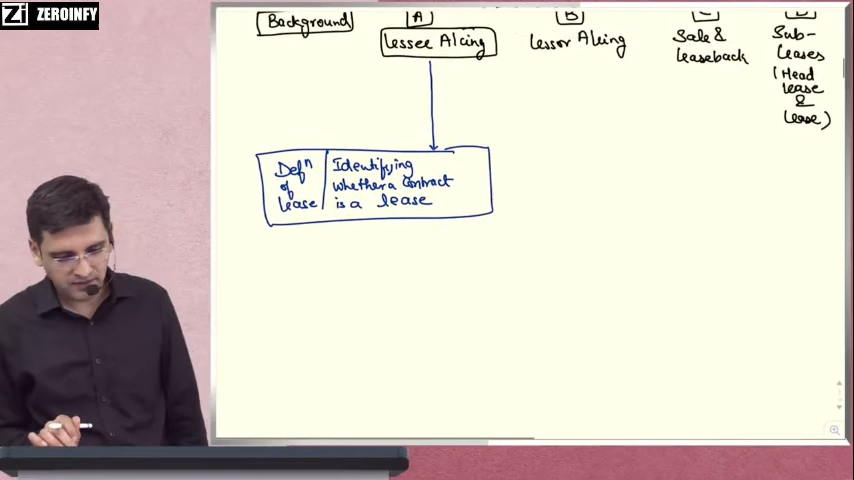 Zi ZEROINFY
Background
A
B
C
D
Lessee A/cing
Lessor A/cing
Sale &
leaseback
Sub-
leases
(Head
lease
&
lease)
Defⁿ
of
lease
Identifying
whether a contract
is a lease